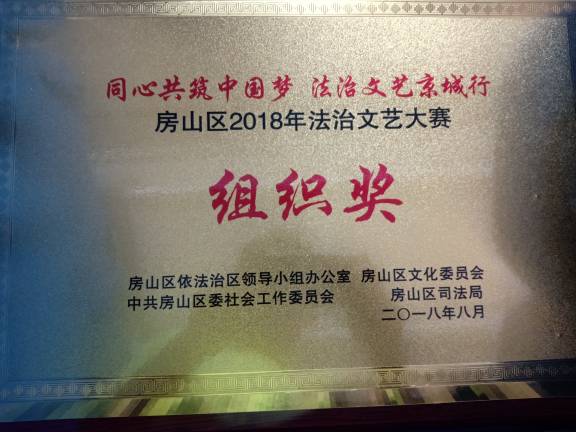 同心共筑中国梦 法治文艺京城行
房山区2018年法治文艺大赛
组织奖
房山区依法治区领导小组办公室 房山区文化委员会
中共房山区委社会工作委员会 房山区司法局
二〇一八年八月